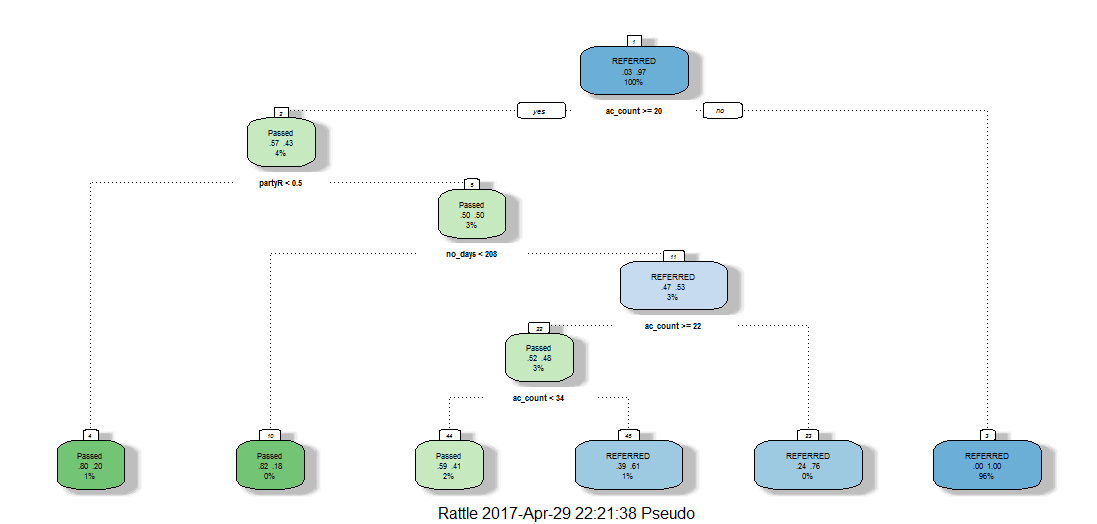 1
REFERRED
.03 .97
100%
yes
ac_count >= 20
no
2
Passed
.57 .43
4%
partyR < 0.5
5
Passed
.50 .50
3%
no_days < 208
11
REFERRED
.47 .53
3%
ac_count >= 22
22
Passed
.52 .48
3%
ac_count < 34
4
Passed
.80 .20
1%
10
Passed
.82 .18
0%
44
Passed
.59 .41
2%
45
REFERRED
.39 .61
1%
23
REFERRED
.24 .76
0%
3
REFERRED
.00 1.00
96%
Rattle 2017-Apr-29 22:21:38 Pseudo